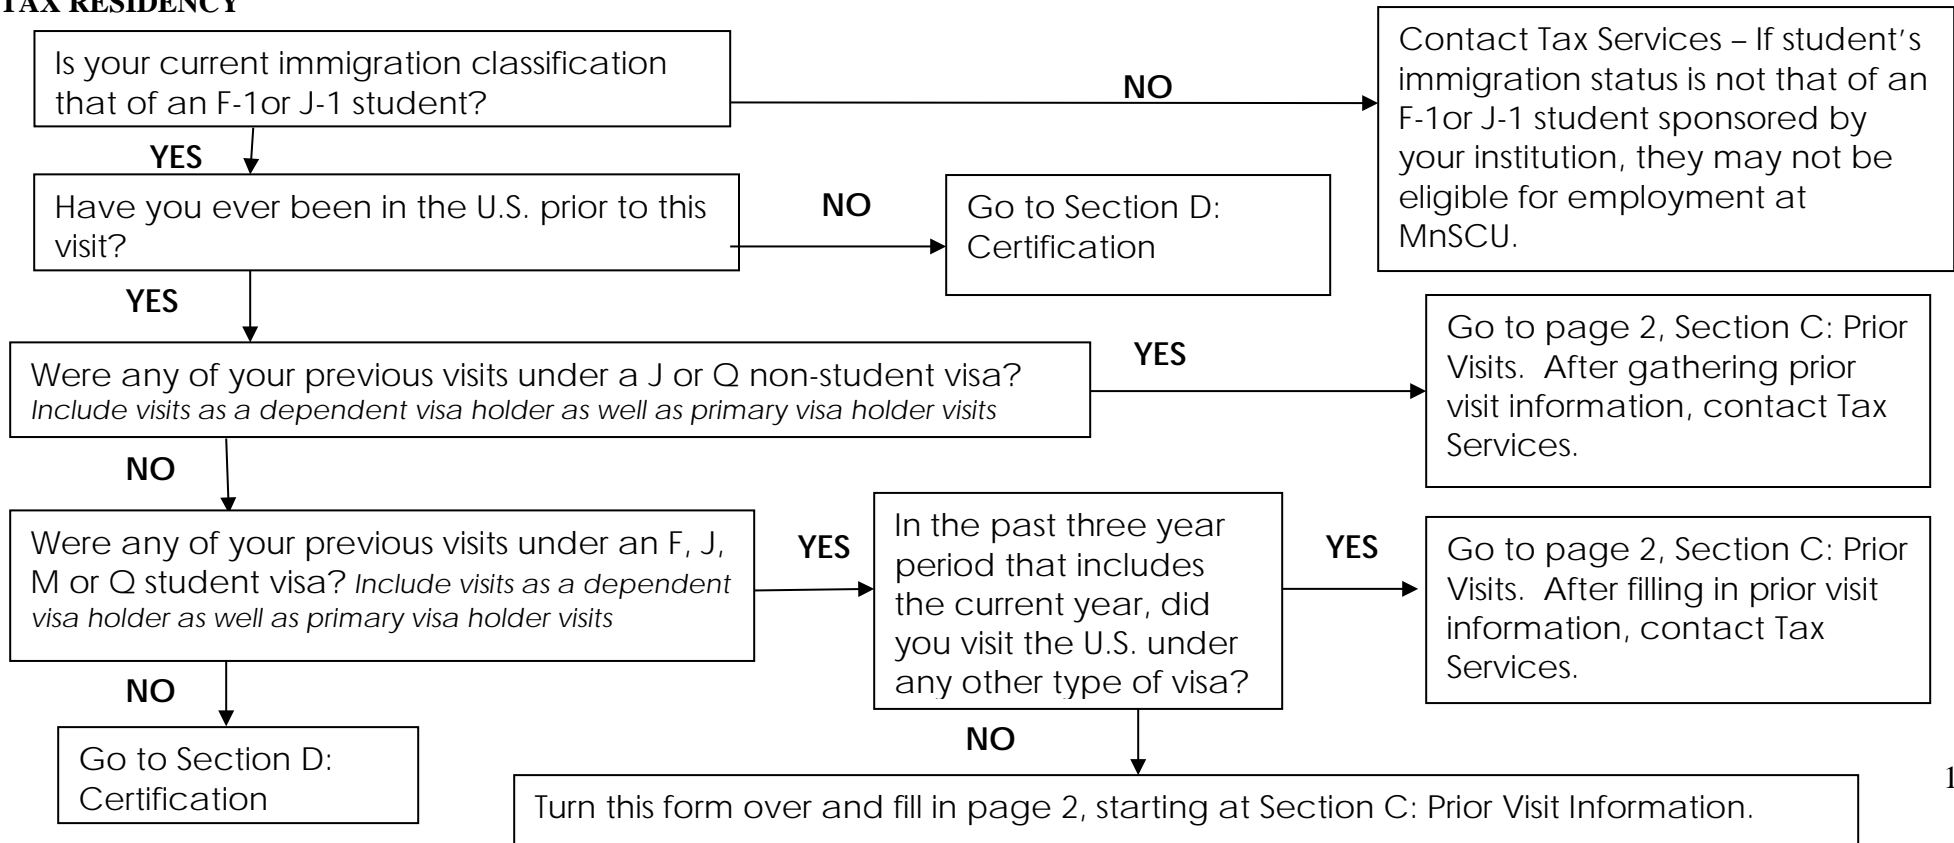 TAX RESIDENCY
Is your current immigration classification
that of an F-1or J-1 student?
NO
Contact Tax Services – If student's
immigration status is not that of an
F-1or J-1 student sponsored by
your institution, they may not be
eligible for employment at
MnSCU.
YES
Have you ever been in the U.S. prior to this
visit?
NO
Go to Section D:
Certification
YES
Were any of your previous visits under a J or Q non-student visa?
Include visits as a dependent visa holder as well as primary visa holder visits
YES
Go to page 2, Section C: Prior
Visits.  After gathering prior
visit information, contact Tax
Services.
NO
Were any of your previous visits under an F, J,
M or Q student visa? Include visits as a dependent
visa holder as well as primary visa holder visits
YES
In the past three year
period that includes
the current year, did
you visit the U.S. under
any other type of visa?
YES
Go to page 2, Section C: Prior
Visits.  After filling in prior visit
information, contact Tax
Services.
NO
Go to Section D:
Certification
NO
Turn this form over and fill in page 2, starting at Section C: Prior Visit Information.
1